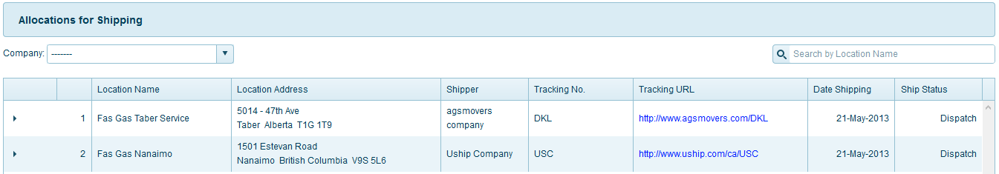 Allocations for Shipping
Company: -------
Search by Location Name
Location Name Location Address Shipper Tracking No. Tracking URL Date Shipping Ship Status
1 Fas Gas Taber Service 5014 - 47th Ave agsmovers DKL http://www.agsmovers.com/DKL 21-May-2013 Dispatch
Taber Alberta T1G 1T9 company
2 Fas Gas Nanaimo 1501 Estevan Road Uship Company USC http://www.uship.com/ca/USC 21-May-2013 Dispatch
Nanaimo British Columbia V9S 5L6